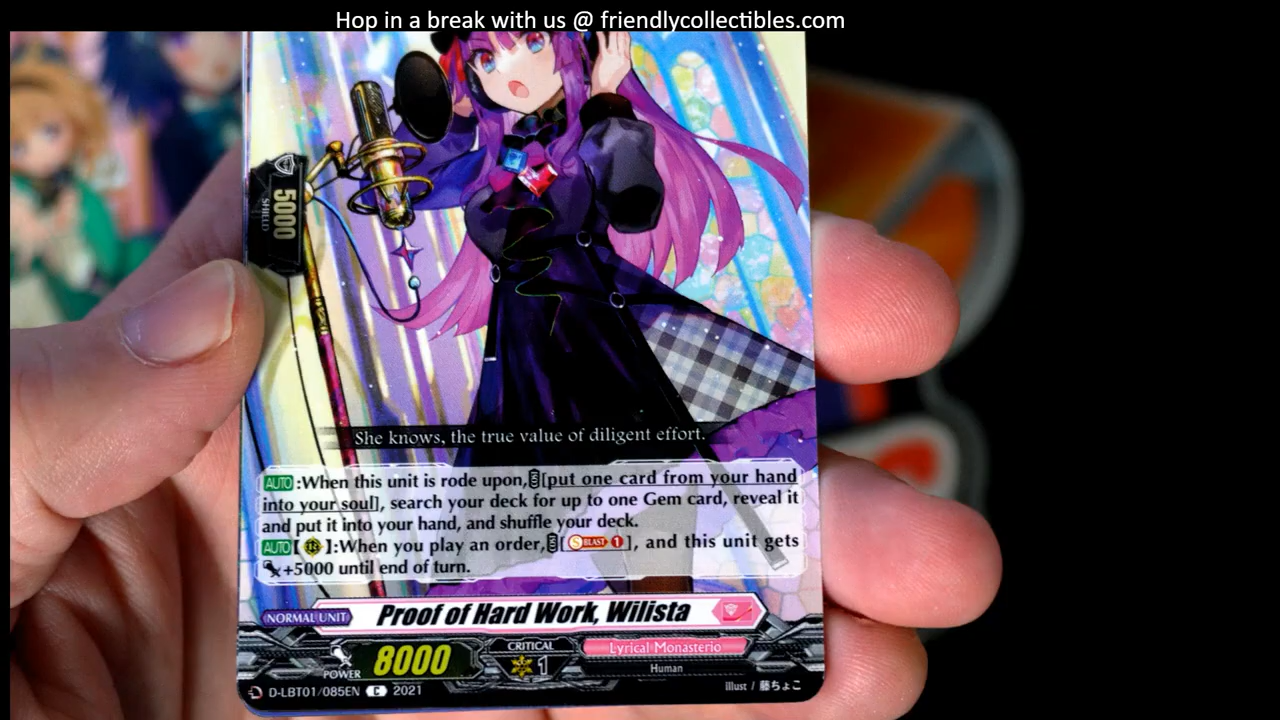 Hop in a break with us @ friendlycollectibles.com
5000
SHIELD
She knows, the true value of diligent effort.
AUTO :When this unit is rode upon, [put one card from your hand
into your soul], search your deck for up to one Gem card, reveal it
and put it into your hand, and shuffle your deck.
AUTO [ RC ]:When you play an order, [ S BLAST 1 ], and this unit gets
+5000 until end of turn.
NORMAL UNIT
Proof of Hard Work, Wilista
POWER 8000
CRITICAL
1
Lyrical Monasterio
Human
D-LBT01/085EN C 2021
illust / 藤ちょこ